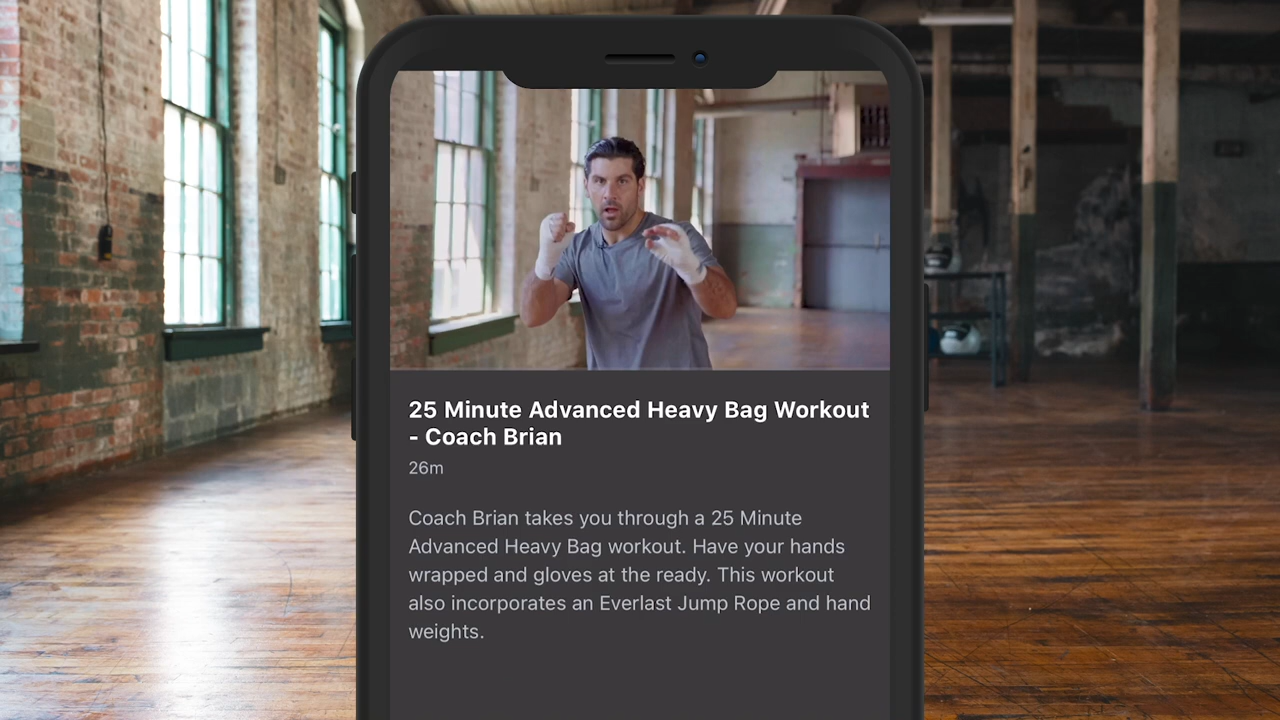 25 Minute Advanced Heavy Bag Workout
- Coach Brian
26m
Coach Brian takes you through a 25 Minute
Advanced Heavy Bag workout. Have your hands
wrapped and gloves at the ready. This workout
also incorporates an Everlast Jump Rope and hand
weights.